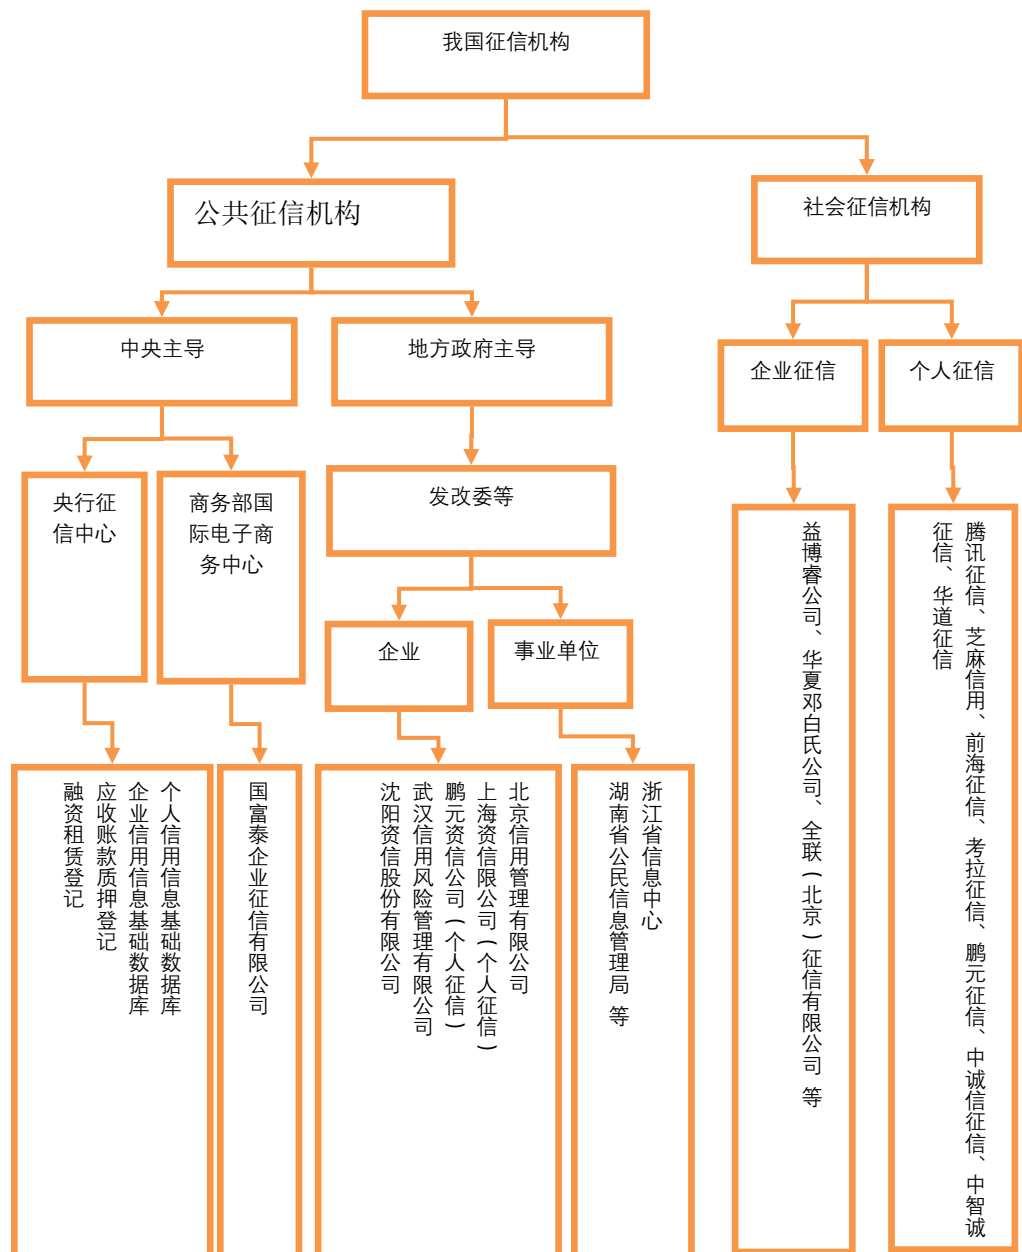 我国征信机构
公共征信机构
社会征信机构
中央主导
地方政府主导
企业征信
个人征信
央行征
信中心
商务部国
际电子商
务中心
发改委等
企业
事业单位
个人信用信息基础数据库
企业信用信息基础数据库
应收账款质押登记
融资租赁登记
国富泰企业征信有限公司
北京信用管理有限公司
上海资信限公司(个人征信)
鹏元资信公司(个人征信)
武汉信用风险管理有限公司
沈阳资信股份有限公司
浙江省信息中心
湖南省公民信息管理局 等
益博睿公司、华夏邓白氏公司、全联(北京)征信有限公司 等
腾讯征信、芝麻信用、前海征信、考拉征信、鹏元征信、中诚信征信、中智诚
征信、华道征信